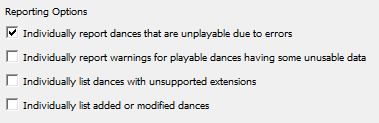 Reporting Options
Individually report dances that are unplayable due to errors
Individually report warnings for playable dances having some unusable data
Individually list dances with unsupported extensions
Individually list added or modified dances